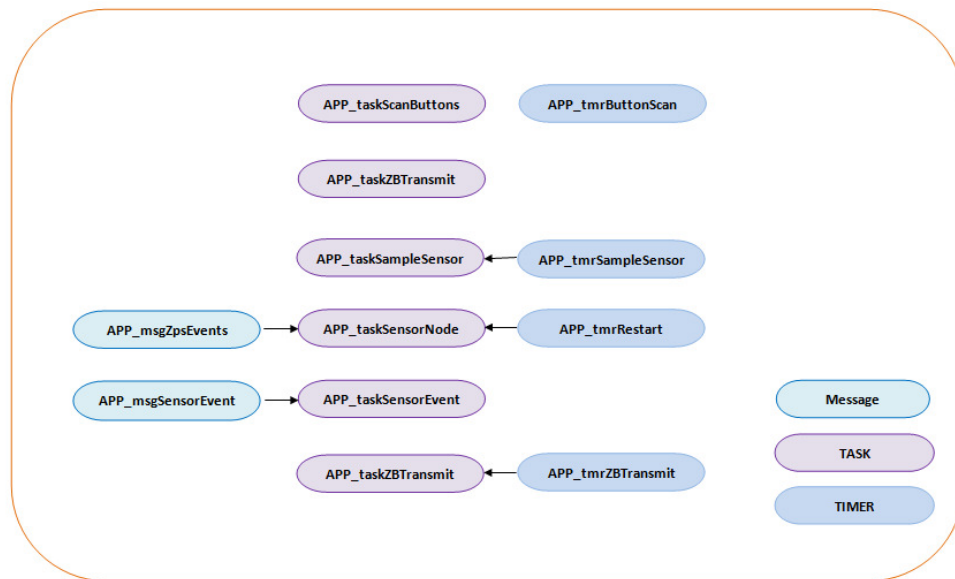 APP_taskScanButtons
APP_tmrButtonScan
APP_taskZBTransmit
APP_taskSampleSensor
APP_tmrSampleSensor
APP_msgZpsEvents
APP_taskSensorNode
APP_tmrRestart
APP_msgSensorEvent
APP_taskSensorEvent
Message
TASK
APP_taskZBTransmit
APP_tmrZBTransmit
TIMER